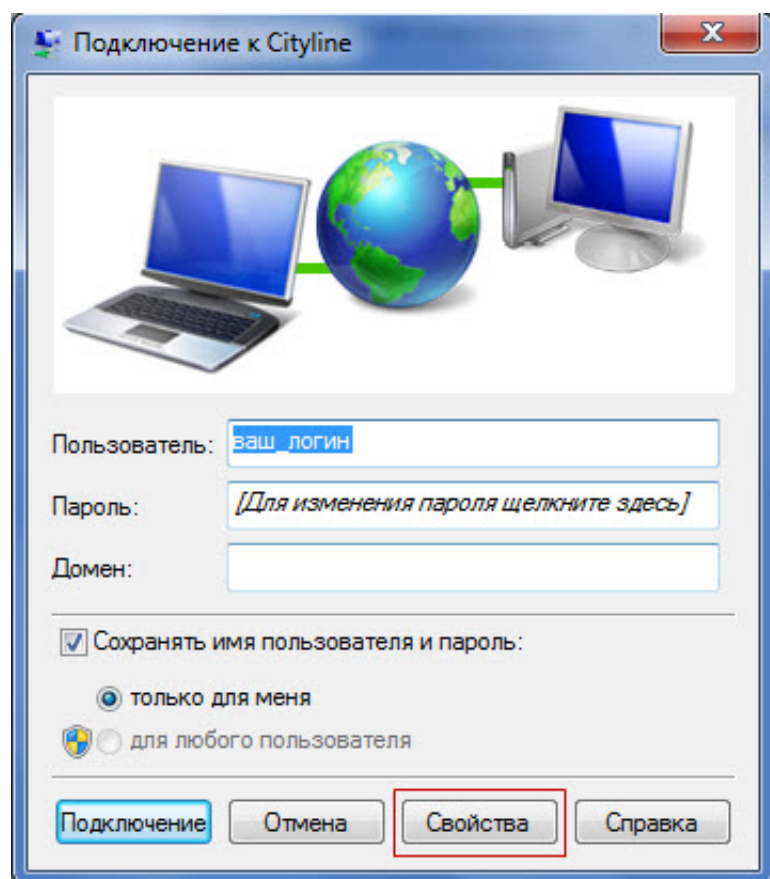 Подключение к Cityline
Пользователь: ваш_логин
Пароль: [Для изменения пароля щелкните здесь]
Домен:
Сохранять имя пользователя и пароль:
только для меня
для любого пользователя
Подключение Отмена Свойства Справка